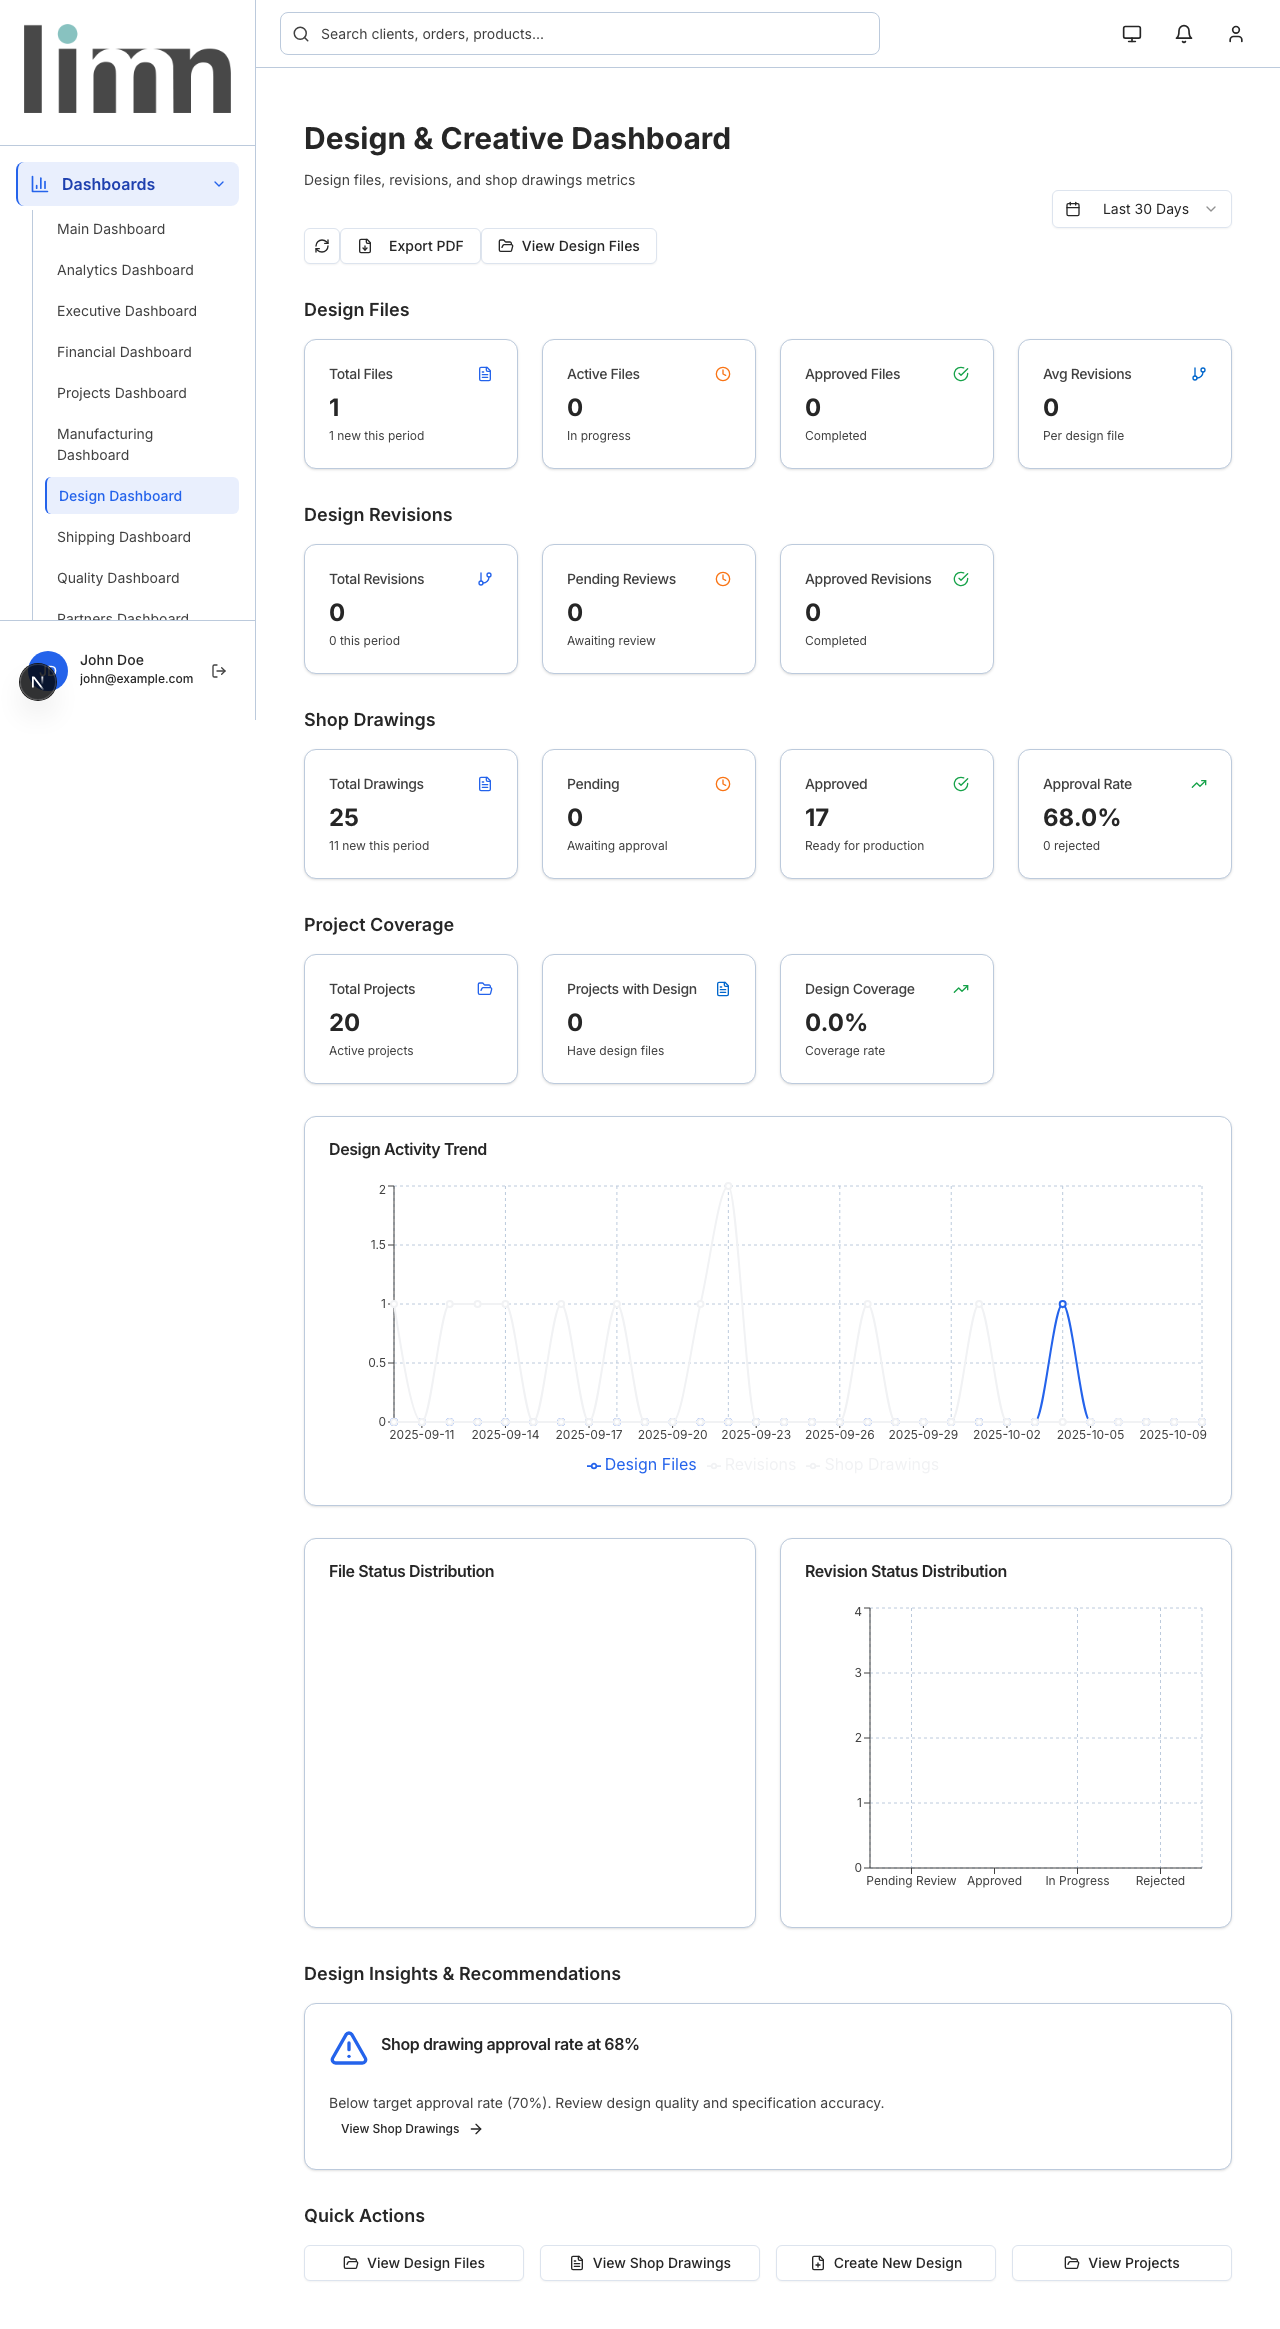 limn
Search clients, orders, products...
Dashboards
Main Dashboard
Analytics Dashboard
Executive Dashboard
Financial Dashboard
Projects Dashboard
Manufacturing
Dashboard
Design Dashboard
Shipping Dashboard
Quality Dashboard
Partners Dashboard
N
John Doe
john@example.com
Design & Creative Dashboard
Design files, revisions, and shop drawings metrics
Last 30 Days
Export PDF
View Design Files
Design Files
Total Files
1
1 new this period
Active Files
0
In progress
Approved Files
0
Completed
Avg Revisions
0
Per design file
Design Revisions
Total Revisions
0
0 this period
Pending Reviews
0
Awaiting review
Approved Revisions
0
Completed
Shop Drawings
Total Drawings
25
11 new this period
Pending
0
Awaiting approval
Approved
17
Ready for production
Approval Rate
68.0%
0 rejected
Project Coverage
Total Projects
20
Active projects
Projects with Design
0
Have design files
Design Coverage
0.0%
Coverage rate
Design Activity Trend
2
1.5
1
0.5
0
2025-09-11 2025-09-14 2025-09-17 2025-09-20 2025-09-23 2025-09-26 2025-09-29 2025-10-02 2025-10-05 2025-10-09
Design Files Revisions Shop Drawings
File Status Distribution
Revision Status Distribution
4
3
2
1
0
Pending Review Approved In Progress Rejected
Design Insights & Recommendations
Shop drawing approval rate at 68%
Below target approval rate (70%). Review design quality and specification accuracy.
View Shop Drawings
Quick Actions
View Design Files
View Shop Drawings
Create New Design
View Projects